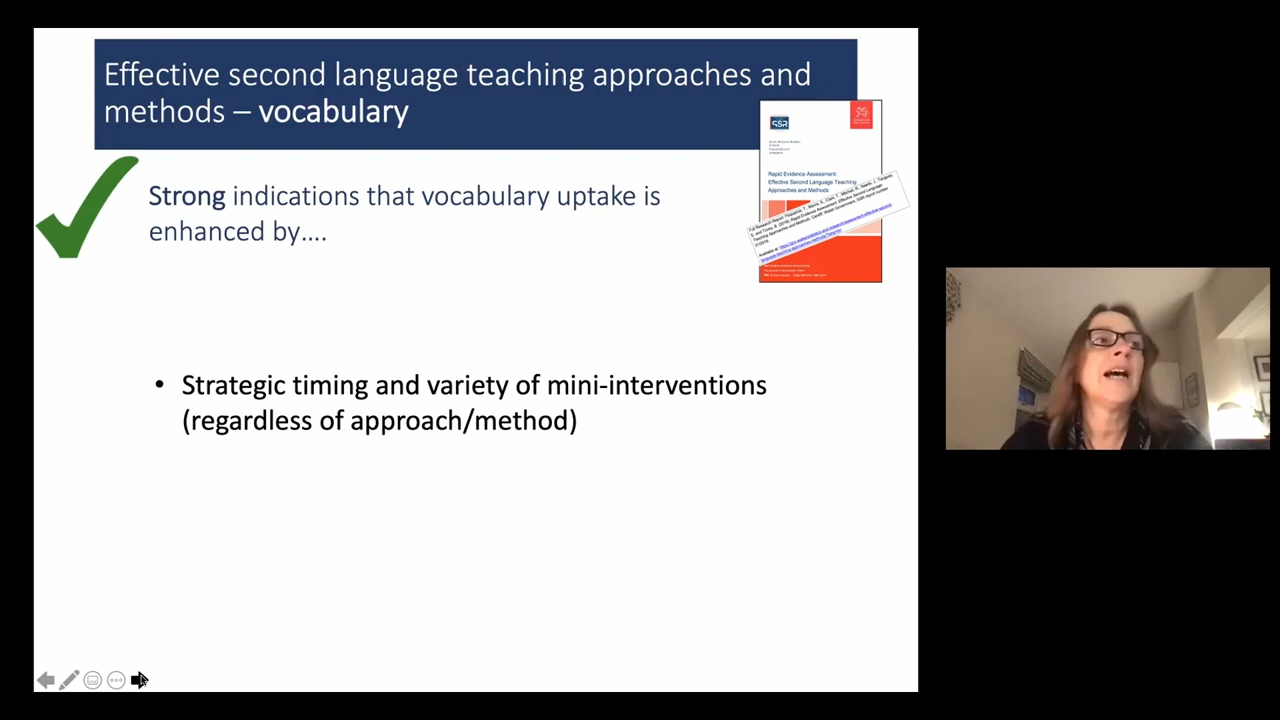 Effective second language teaching approaches and
methods – vocabulary
GSR
Rapid Evidence Assessment:
Effective Second Language Teaching
Approaches and Methods
Strong indications that vocabulary uptake is
enhanced by….
• Strategic timing and variety of mini-interventions
(regardless of approach/method)